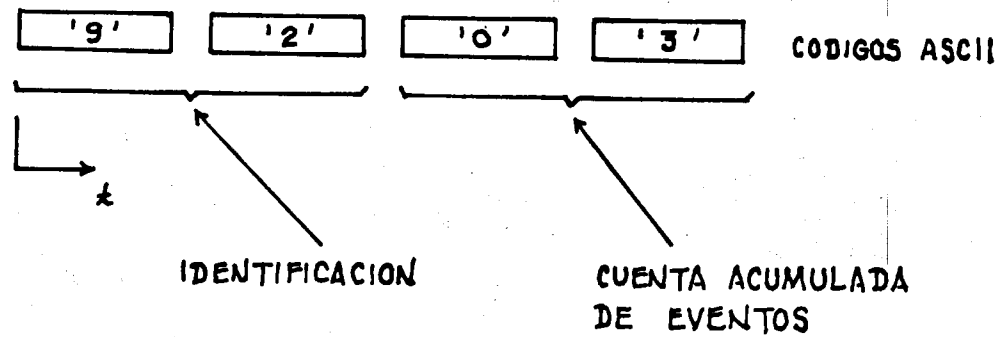 '9' '2' '0' '3' CODIGOS ASCII
t
IDENTIFICACION
CUENTA ACUMULADA
DE EVENTOS